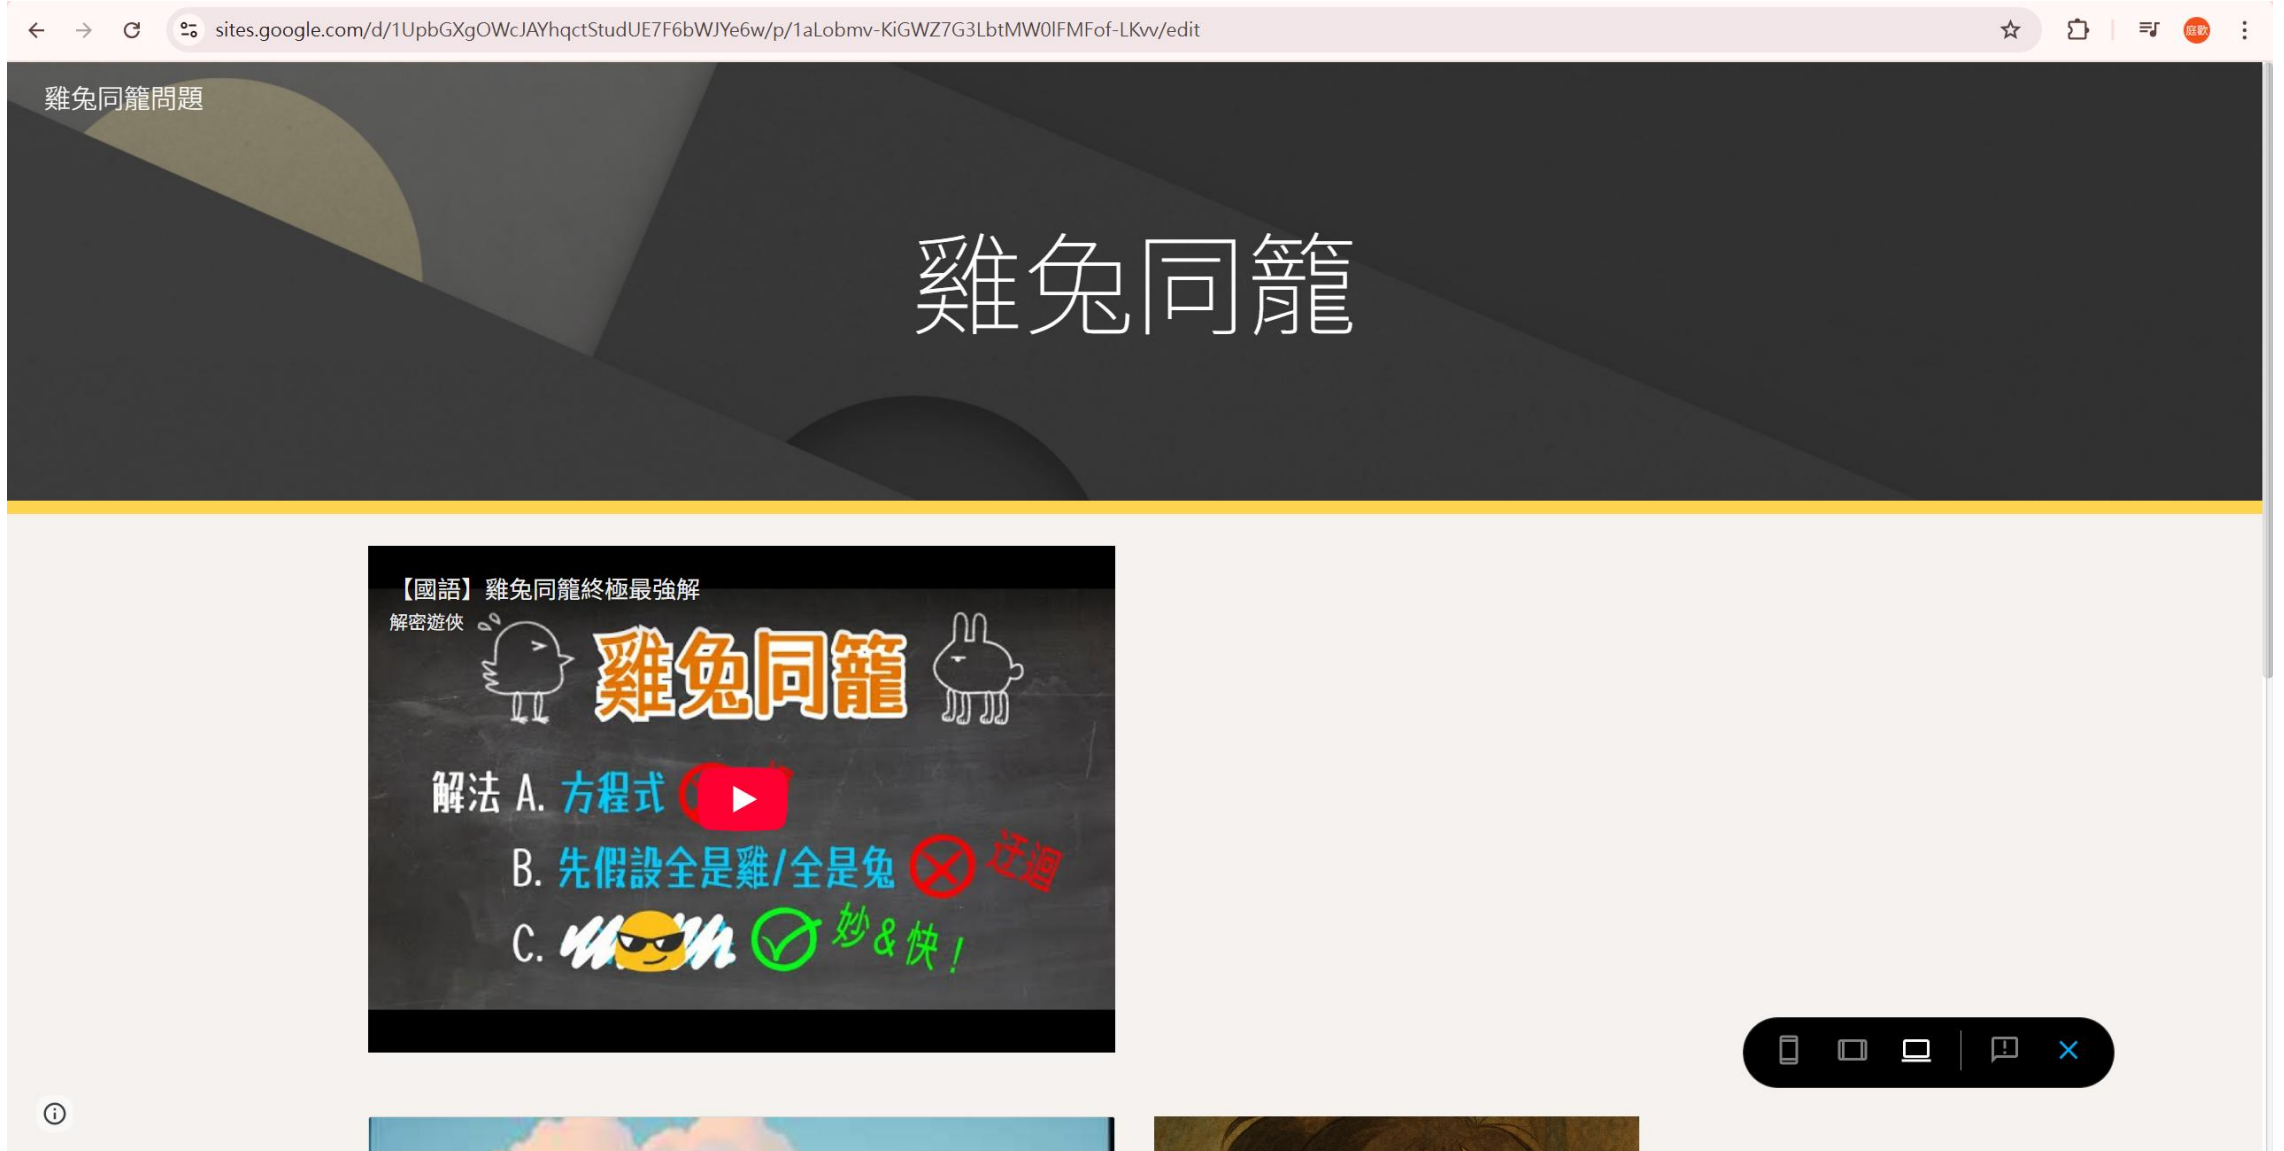 sites.google.com/d/1UpbGXgOWcJAYhqctStudUE7F6bWJYe6w/p/1aLobmv-KiGWZ7G3LbtMW0lFMFof-LKvv/edit
庭歡
雞兔同籠問題
雞兔同籠
【國語】雞兔同籠終極最強解
解密遊俠
雞兔同籠
解法 A. 方程式
B. 先假設全是雞/全是兔 迂迴
C. 妙&快!